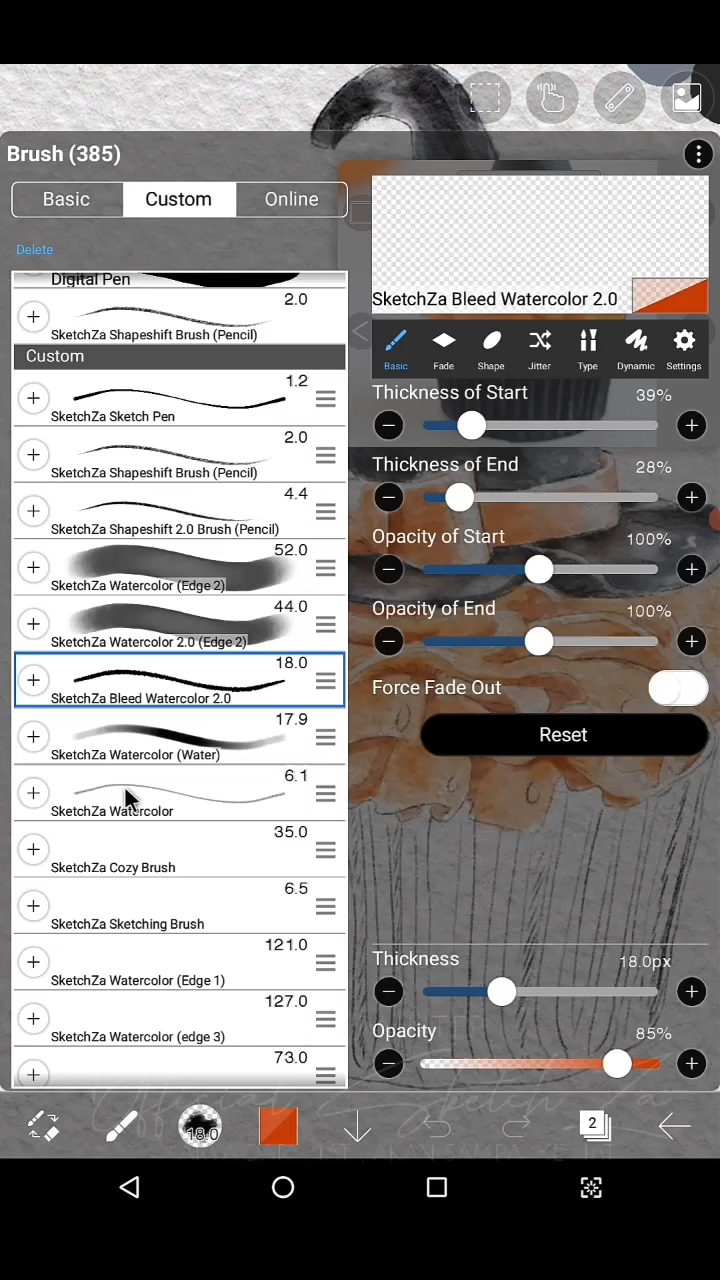 Brush (385)
Basic
Custom
Online
Delete
Digital Pen
2.0
SketchZa Shapeshift Brush (Pencil)
Custom
1.2
SketchZa Sketch Pen
2.0
SketchZa Shapeshift Brush (Pencil)
4.4
SketchZa Shapeshift 2.0 Brush (Pencil)
52.0
SketchZa Watercolor (Edge 2)
44.0
SketchZa Watercolor 2.0 (Edge 2)
18.0
SketchZa Bleed Watercolor 2.0
17.9
SketchZa Watercolor (Water)
6.1
SketchZa Watercolor
35.0
SketchZa Cozy Brush
6.5
SketchZa Sketching Brush
121.0
SketchZa Watercolor (Edge 1)
127.0
SketchZa Watercolor (edge 3)
73.0
SketchZa Bleed Watercolor 2.0
Basic
Fade
Shape
Jitter
Type
Dynamic
Settings
Thickness of Start
39%
Thickness of End
28%
Opacity of Start
100%
Opacity of End
100%
Force Fade Out
Reset
Thickness
18.0px
Opacity
85%
18.0
2